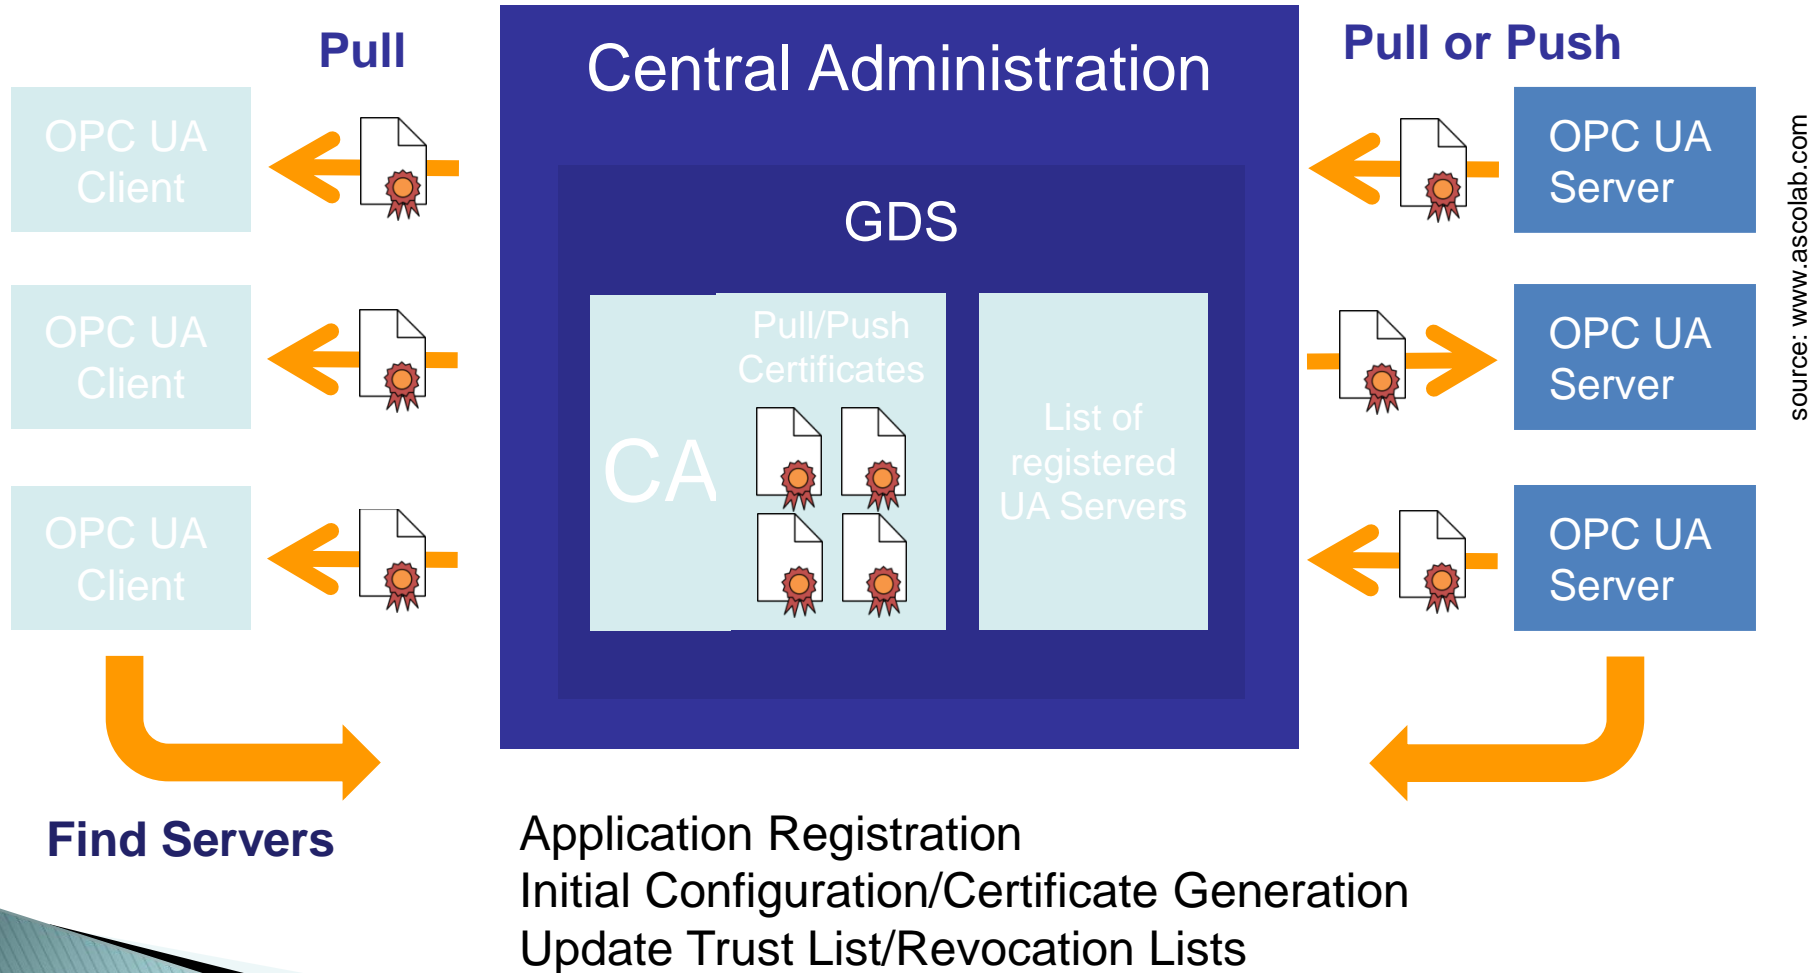 Pull
Central Administration
Pull or Push
OPC UA
Client
OPC UA
Client
OPC UA
Client
GDS
CA
Pull/Push
Certificates
List of
registered
UA Servers
OPC UA
Server
OPC UA
Server
OPC UA
Server
source: www.ascolab.com
Find Servers
Application Registration
Initial Configuration/Certificate Generation
Update Trust List/Revocation Lists